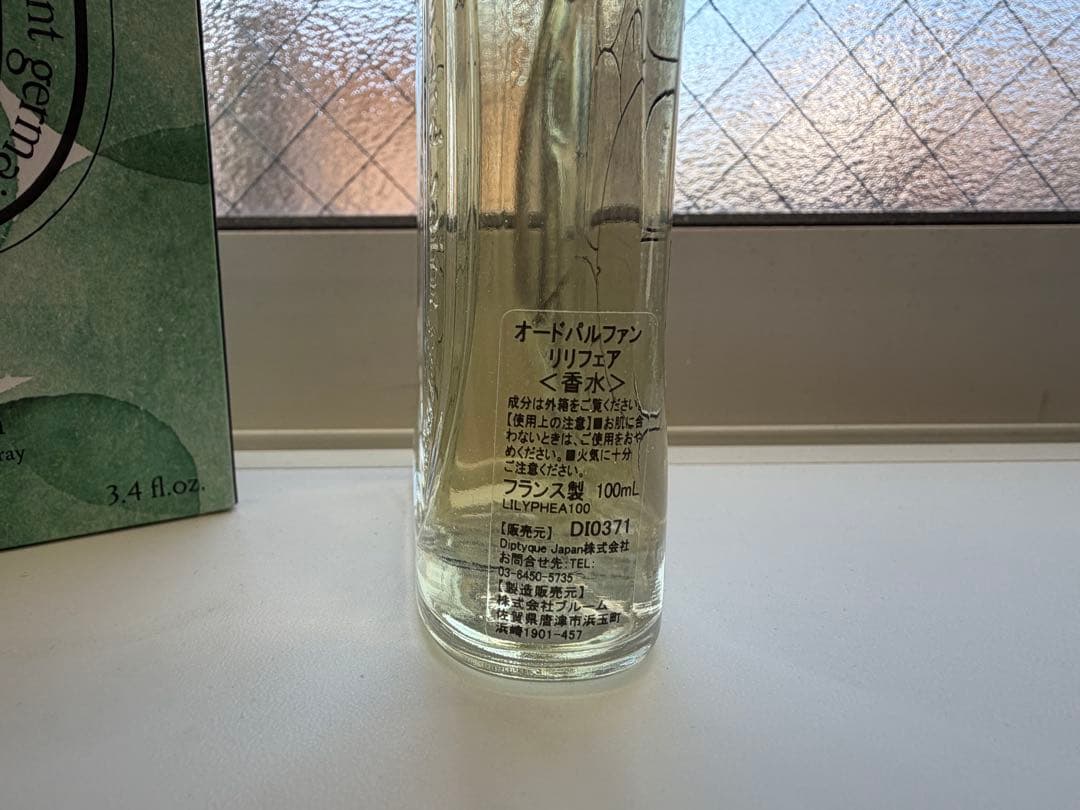 nt germain
3.4 fl.oz.
オードパルファン
リリフェア
<香水>
成分は外箱をご覧ください。
【使用上の注意】■お肌に合
わないときは、ご使用をおや
めください。■火気に十分
ご注意ください。
フランス製 100mL
LILYPHEA100
【販売元】 DI0371
Diptyque Japan株式会社
お問合せ先:TEL:
03-6450-5735
【製造販売元】
株式会社ブルーム
佐賀県唐津市浜玉町
浜崎1901-457